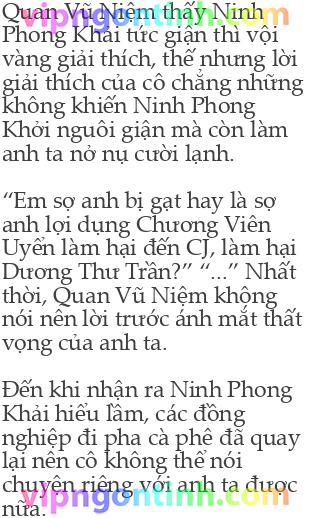 Quan Vũ Niệm thấy Ninh
Phong Khải tức giận thì vội
vàng giải thích, thế nhưng lời
giải thích của cô chẳng những
không khiến Ninh Phong
Khởi nguôi giận mà còn làm
anh ta nở nụ cười lạnh.
“Em sợ anh bị gạt hay là sợ
anh lợi dụng Chương Viên
Uyển làm hại đến CJ, làm hại
Dương Thư Trần?” “...” Nhất
thời, Quan Vũ Niệm không
nói nên lời trước ánh mắt thất
vọng của anh ta.
Đến khi nhận ra Ninh Phong
Khải hiểu lầm, các đồng
nghiệp đi pha cà phê đã quay
lại nên cô không thể nói
chuyện riêng với anh ta được
nữa.
vipngontinh.com
vipngontinh.com